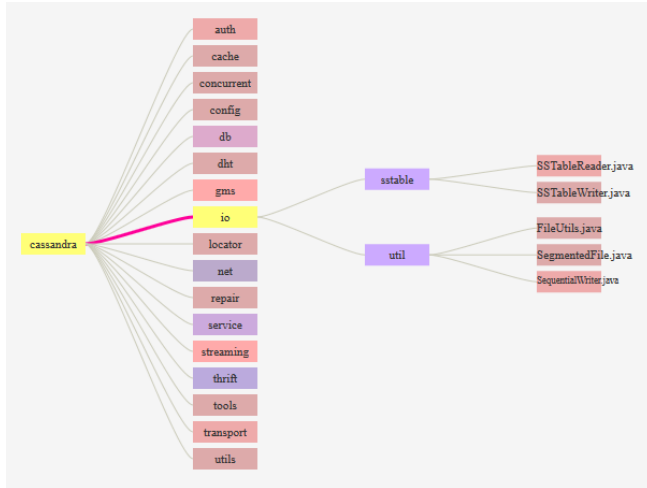 cassandra
auth
cache
concurrent
config
db
dht
gms
io
locator
net
repair
service
streaming
thrift
tools
transport
utils
sstable
util
SSTableReader.java
SSTableWriter.java
FileUtils.java
SegmentedFile.java
SequentialWriter.java